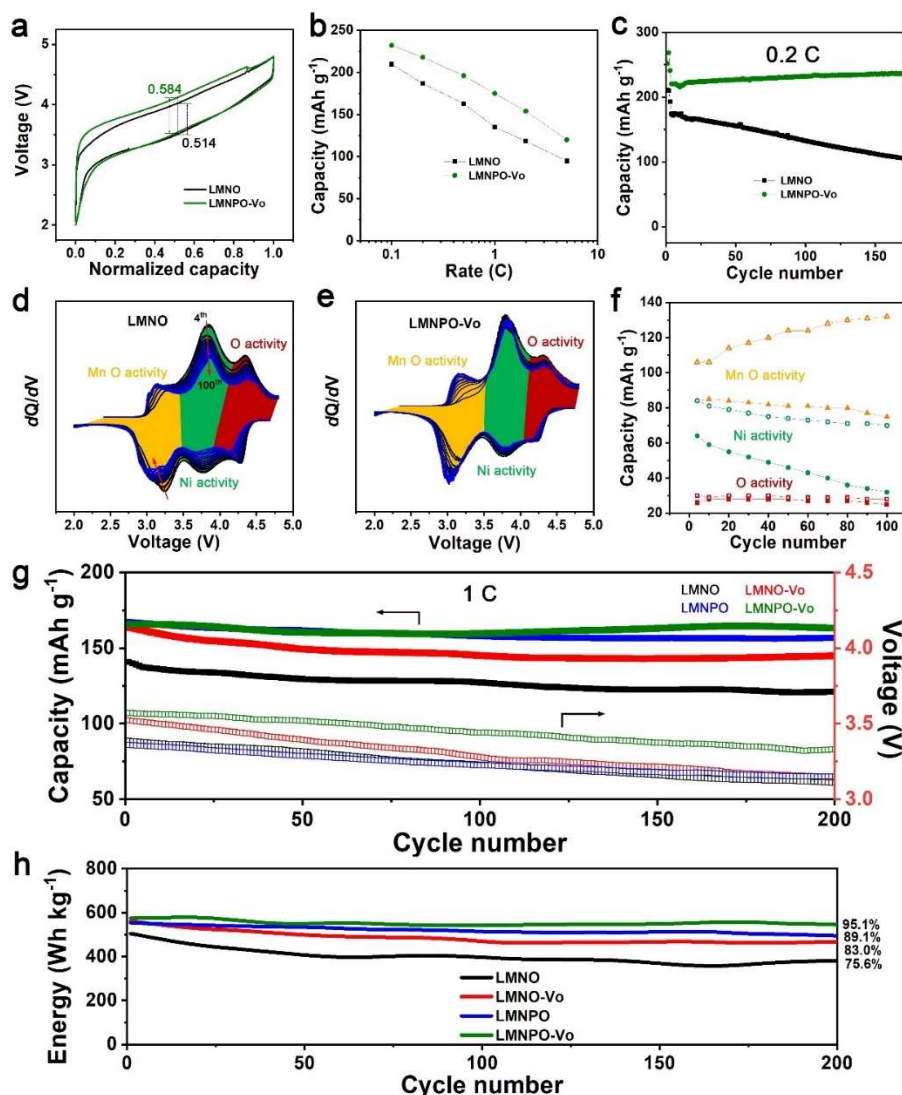 a
Voltage (V)
5
4
3
2
0.584
0.514
LMNO
LMNPO-Vo
0.0 0.2 0.4 0.6 0.8 1.0
Normalized capacity
b
Capacity (mAh g-1)
250
200
150
100
50
0
LMNO
LMNPO-Vo
0.1 1 10
Rate (C)
c
Capacity (mAh g-1)
300
200
100
0
0.2 C
LMNO
LMNPO-Vo
0 50 100 150
Cycle number
d
dQ/dV
LMNO
4th
100th
O activity
Mn O activity
Ni activity
2.0 2.5 3.0 3.5 4.0 4.5 5.0
Voltage (V)
e
dQ/dV
LMNPO-Vo
O activity
Mn O activity
Ni activity
2.0 2.5 3.0 3.5 4.0 4.5 5.0
Voltage (V)
f
Capacity (mAh g-1)
140
120
100
80
60
40
20
Mn O activity
Ni activity
O activity
0 20 40 60 80 100
Cycle number
g
Capacity (mAh g-1)
200
150
100
50
1 C
LMNO LMNO-Vo
LMNPO LMNPO-Vo
4.5
4.0
3.5
3.0
Voltage (V)
0 50 100 150 200
Cycle number
h
Energy (Wh kg-1)
800
600
400
200
0
95.1%
89.1%
83.0%
75.6%
LMNO
LMNO-Vo
LMNPO
LMNPO-Vo
0 50 100 150 200
Cycle number